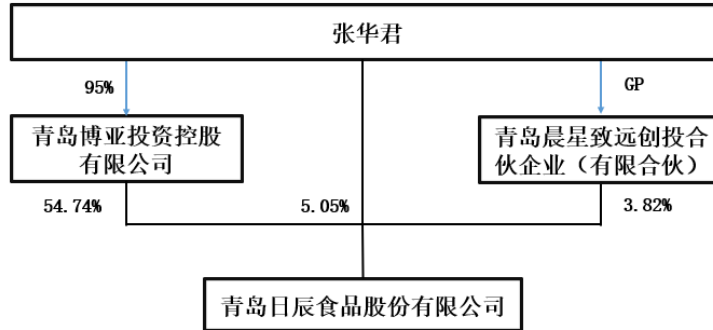 张华君
95%
GP
青岛博亚投资控股
有限公司
青岛晨星致远创投合
伙企业（有限合伙）
54.74%
5.05%
3.82%
青岛日辰食品股份有限公司